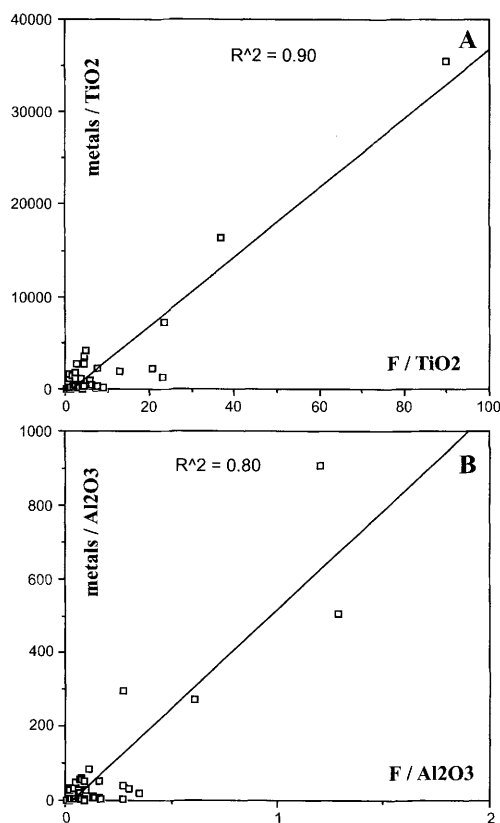 40000
A
R^2 = 0.90
metals / TiO2
30000
20000
10000
F / TiO2
0
0 20 40 60 80 100
1000
B
R^2 = 0.80
metals / Al2O3
800
600
400
200
F / Al2O3
0
0 1 2